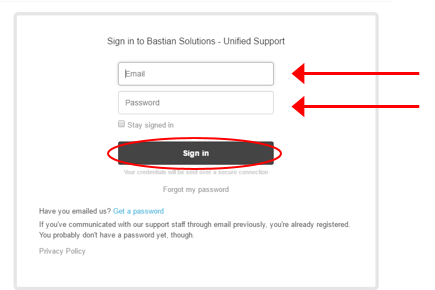 Sign in to Bastian Solutions - Unified Support
Email
Password
Stay signed in
Sign in
Your credentials will be sent over a secure connection
Forgot my password
Have you emailed us? Get a password
If you've communicated with our support staff through email previously, you're already registered.
You probably don't have a password yet, though.
Privacy Policy